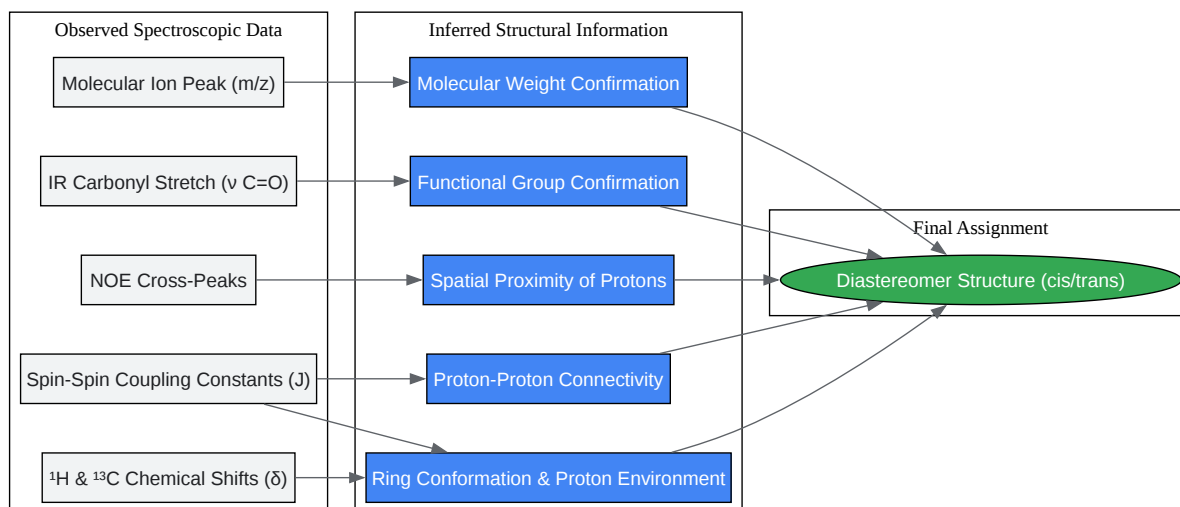 Observed Spectroscopic Data
Molecular Ion Peak (m/z)
IR Carbonyl Stretch (ν C=O)
NOE Cross-Peaks
Spin-Spin Coupling Constants (J)
¹H & ¹³C Chemical Shifts (δ)
Inferred Structural Information
Molecular Weight Confirmation
Functional Group Confirmation
Spatial Proximity of Protons
Proton-Proton Connectivity
Ring Conformation & Proton Environment
Final Assignment
Diastereomer Structure (cis/trans)